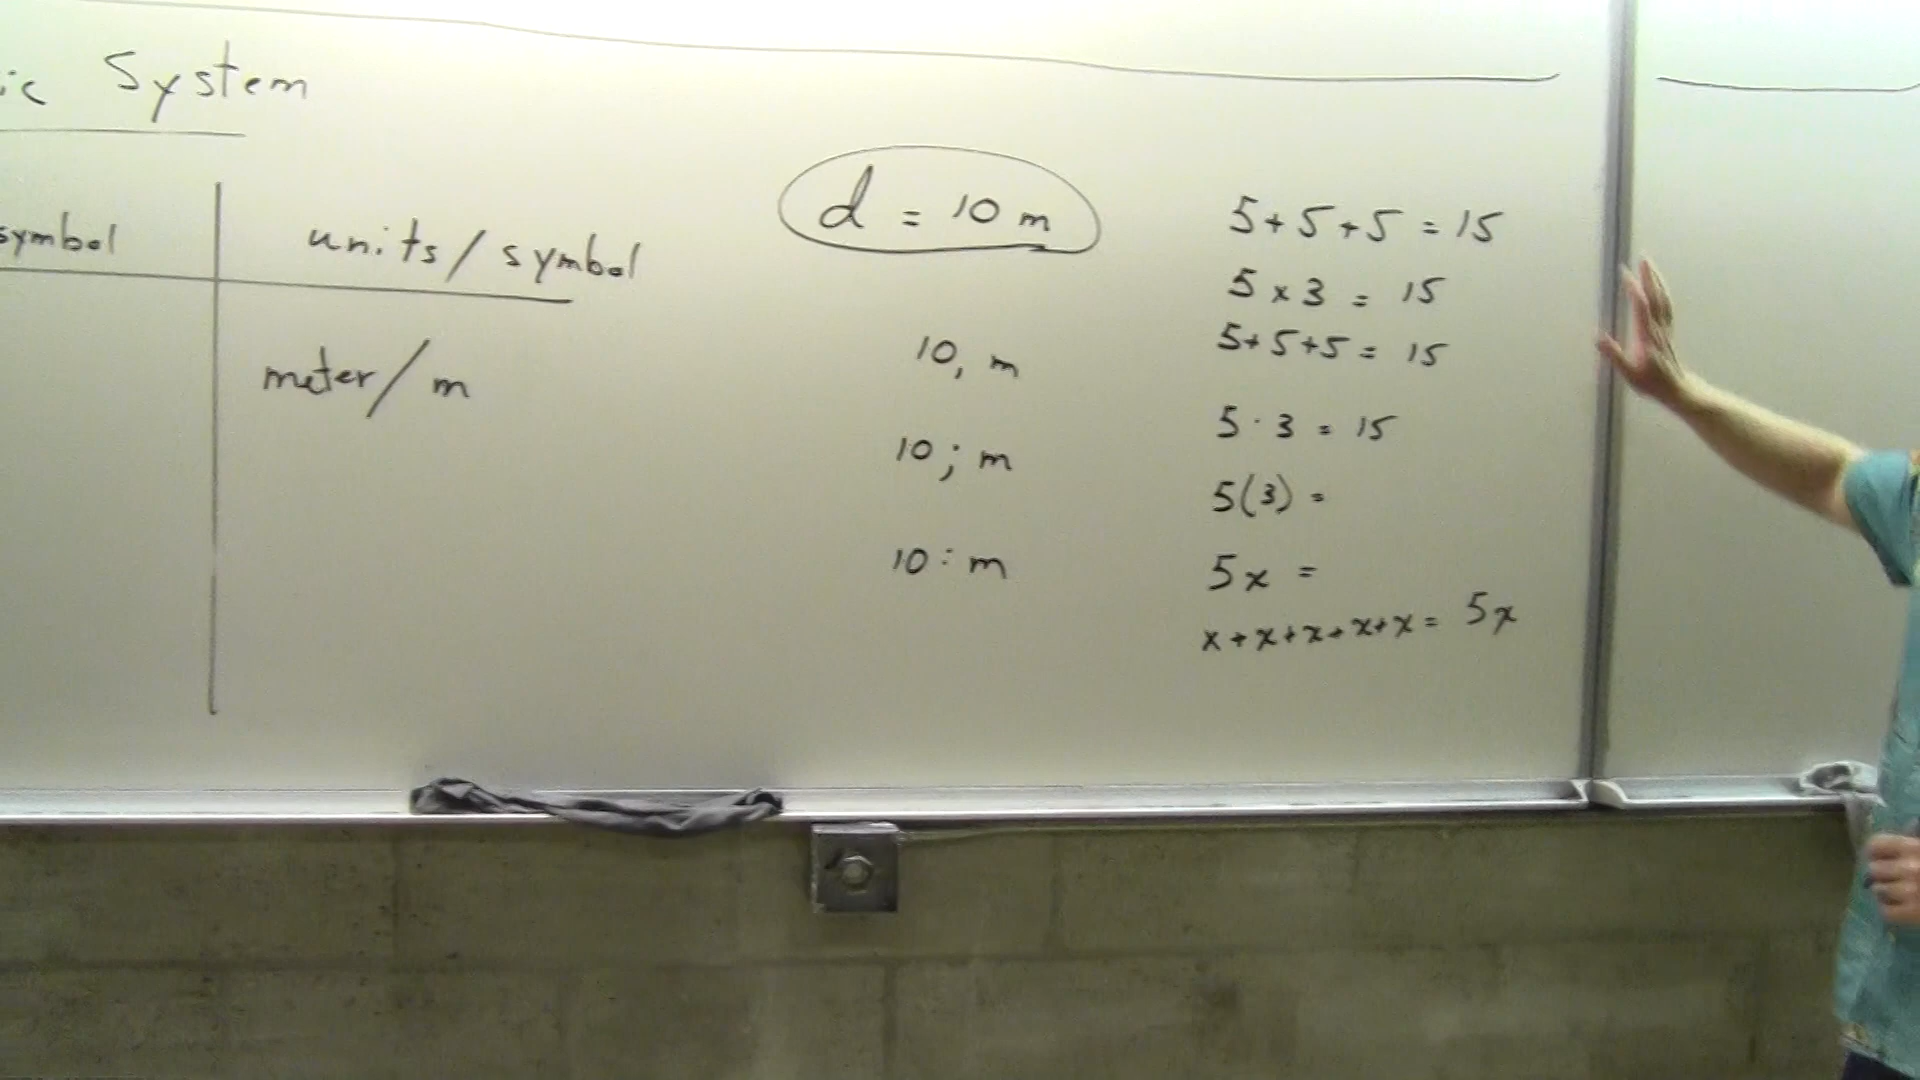 ic System
symbol
units/symbol
meter/m
d = 10 m
10, m
10; m
10 : m
5+5+5 = 15
5 x 3 = 15
5+5+5 = 15
5 · 3 = 15
5(3) =
5x =
x+x+x+x+x = 5x